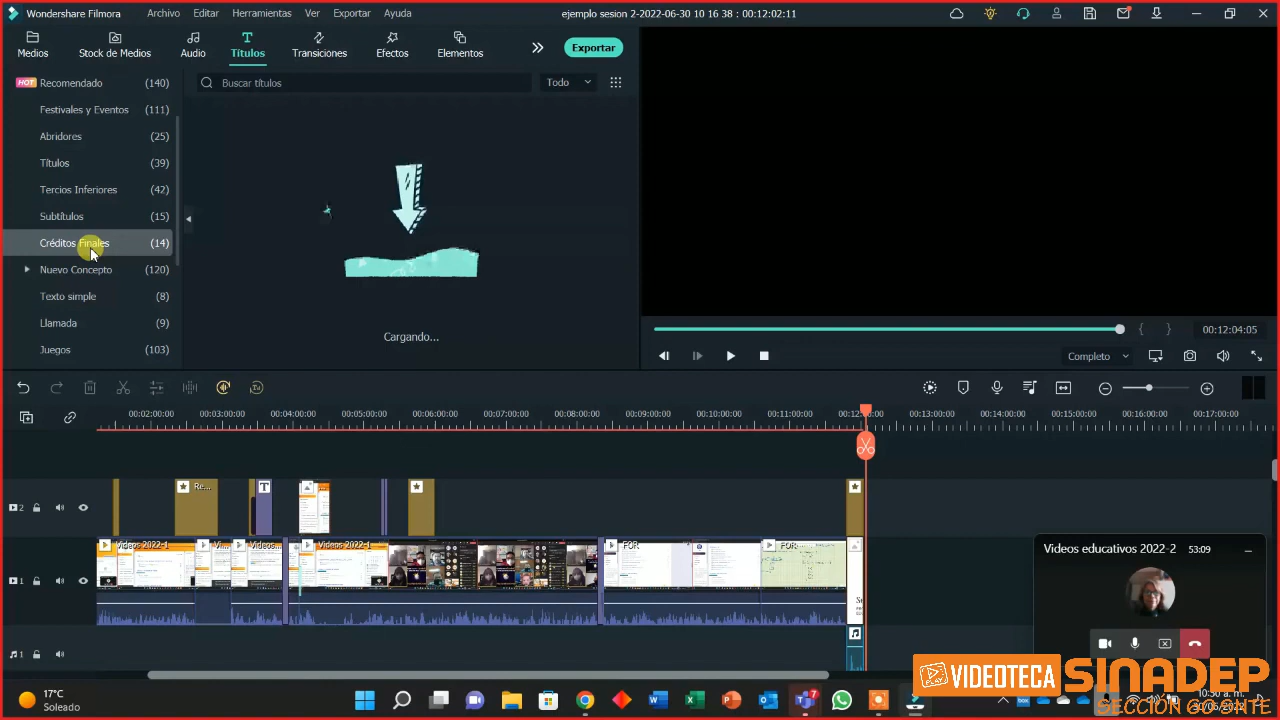 Wondershare Filmora
Archivo Editar Herramientas Ver Exportar Ayuda
ejemplo sesion 2-2022-06-30 10 16 38 : 00:12:02:11
Medios Stock de Medios Audio Títulos Transiciones Efectos Elementos Exportar
HOT Recomendado (140)
Festivales y Eventos (111)
Abridores (25)
Títulos (39)
Tercios Inferiores (42)
Subtítulos (15)
Créditos Finales (14)
Nuevo Concepto (120)
Texto simple (8)
Llamada (9)
Juegos (103)
Buscar títulos
Todo
Cargando...
00:12:04:05
Completo
00:02:00:00 00:03:00:00 00:04:00:00 00:05:00:00 00:06:00:00 00:07:00:00 00:08:00:00 00:09:00:00 00:10:00:00 00:11:00:00 00:12:00:00 00:13:00:00 00:14:00:00 00:15:00:00 00:16:00:00 00:17:00:00
2
Re...
1
Videos 2022-1 Vi... Videos Videos 2022-1 FOR FOR
1
Videos educativos 2022 2 53:09
VIDEOTECA SINADEP
PLAY
17°C
Soleado
7
10:50 a. m.